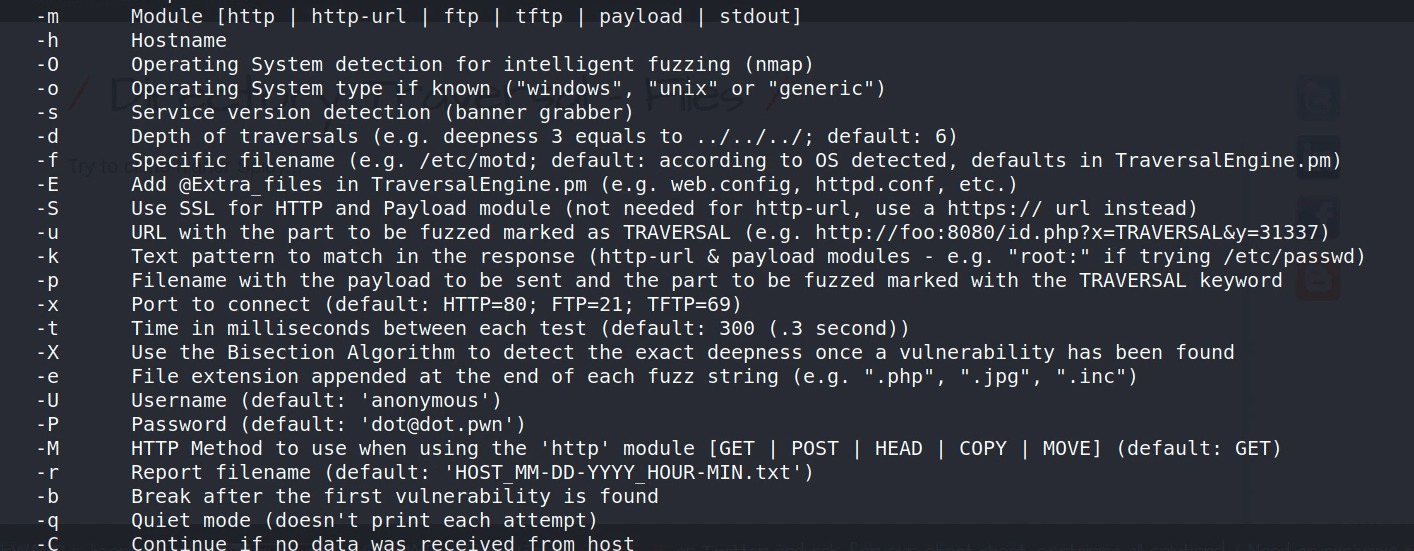 -m Module [http | http-url | ftp | tftp | payload | stdout]
-h Hostname
-O Operating System detection for intelligent fuzzing (nmap)
-o Operating System type if known ("windows", "unix" or "generic")
-s Service version detection (banner grabber)
-d Depth of traversals (e.g. deepness 3 equals to ../../../; default: 6)
-f Specific filename (e.g. /etc/motd; default: according to OS detected, defaults in TraversalEngine.pm)
-E Add @Extra_files in TraversalEngine.pm (e.g. web.config, httpd.conf, etc.)
-S Use SSL for HTTP and Payload module (not needed for http-url, use a https:// url instead)
-u URL with the part to be fuzzed marked as TRAVERSAL (e.g. http://foo:8080/id.php?x=TRAVERSAL&y=31337)
-k Text pattern to match in the response (http-url & payload modules - e.g. "root:" if trying /etc/passwd)
-p Filename with the payload to be sent and the part to be fuzzed marked with the TRAVERSAL keyword
-x Port to connect (default: HTTP=80; FTP=21; TFTP=69)
-t Time in milliseconds between each test (default: 300 (.3 second))
-X Use the Bisection Algorithm to detect the exact deepness once a vulnerability has been found
-e File extension appended at the end of each fuzz string (e.g. ".php", ".jpg", ".inc")
-U Username (default: 'anonymous')
-P Password (default: 'dot@dot.pwn')
-M HTTP Method to use when using the 'http' module [GET | POST | HEAD | COPY | MOVE] (default: GET)
-r Report filename (default: 'HOST_MM-DD-YYYY_HOUR-MIN.txt')
-b Break after the first vulnerability is found
-q Quiet mode (doesn't print each attempt)
-C Continue if no data was received from host
/ Directory Traversal - Files /